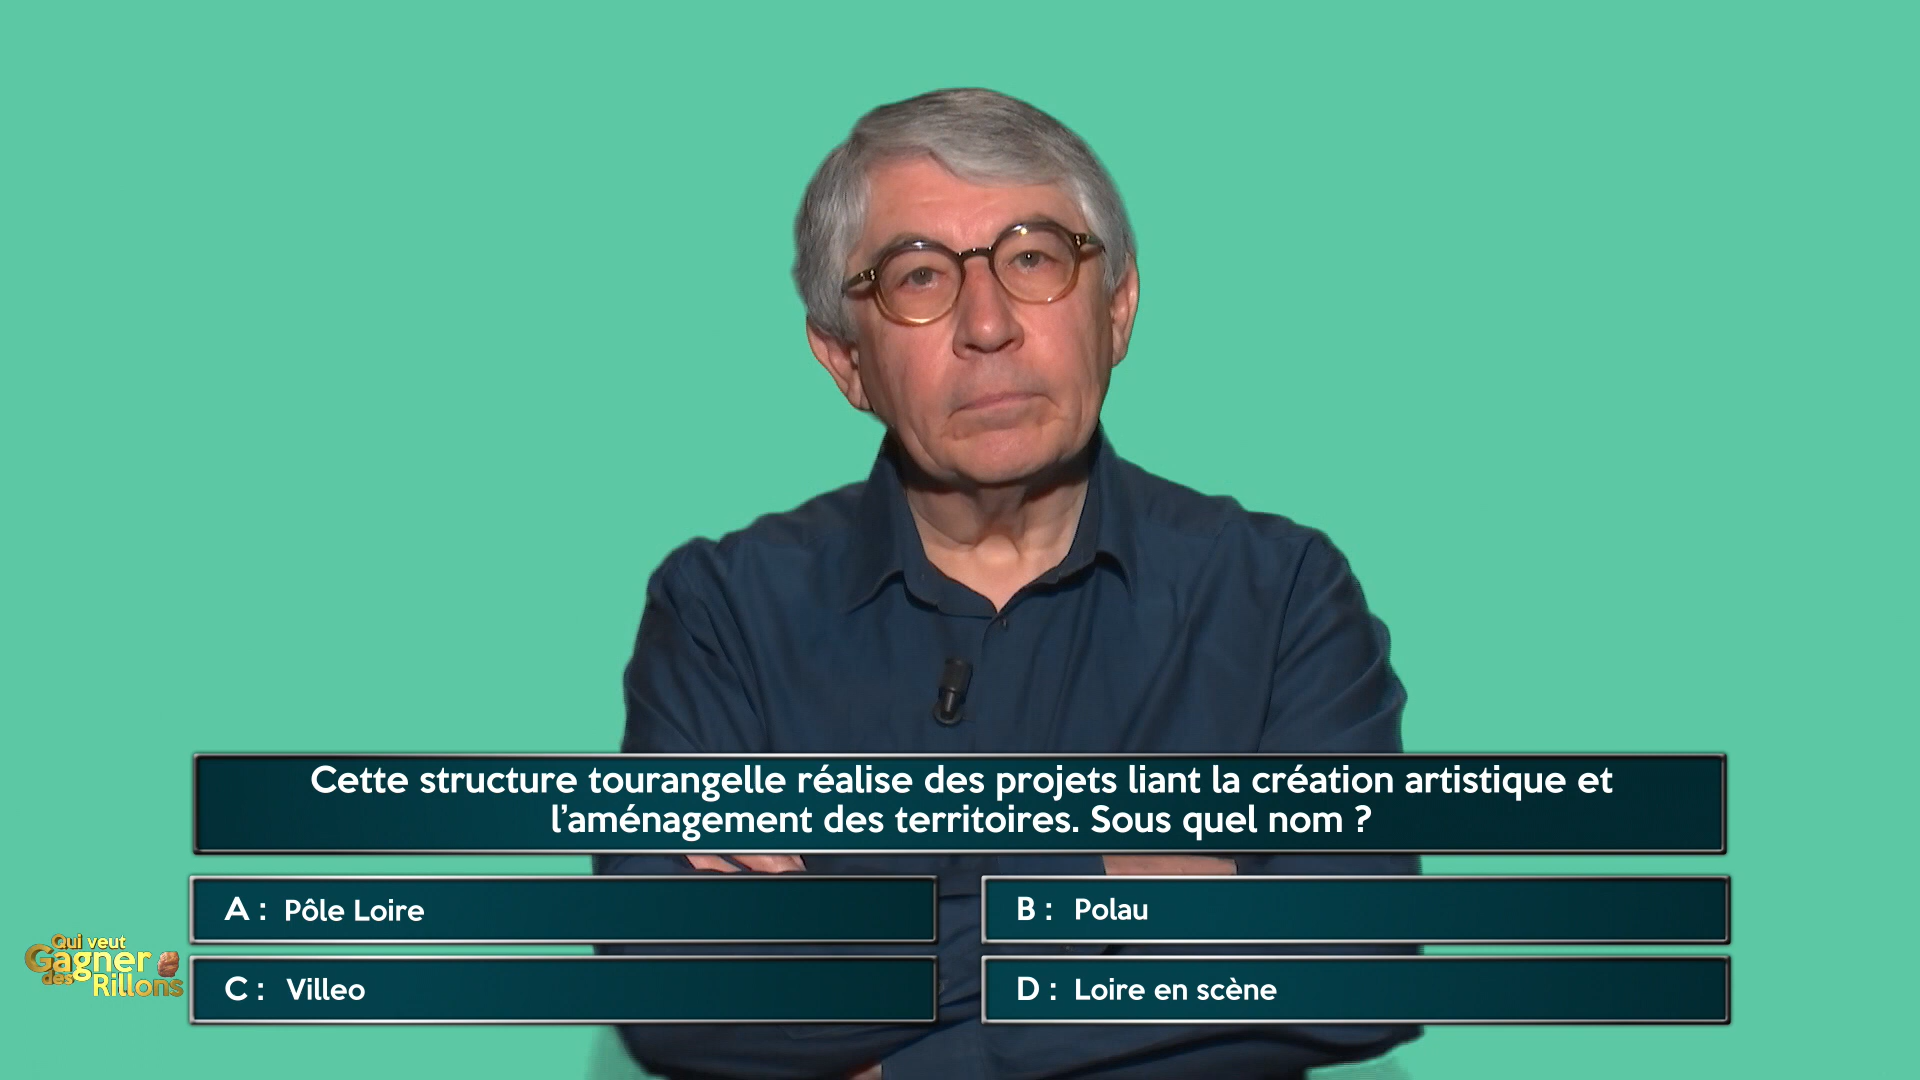 Cette structure tourangelle réalise des projets liant la création artistique et
l'aménagement des territoires. Sous quel nom ?
A : Pôle Loire
B : Polau
C : Villeo
D : Loire en scène
Qui veut
Gagner
des
Rillons